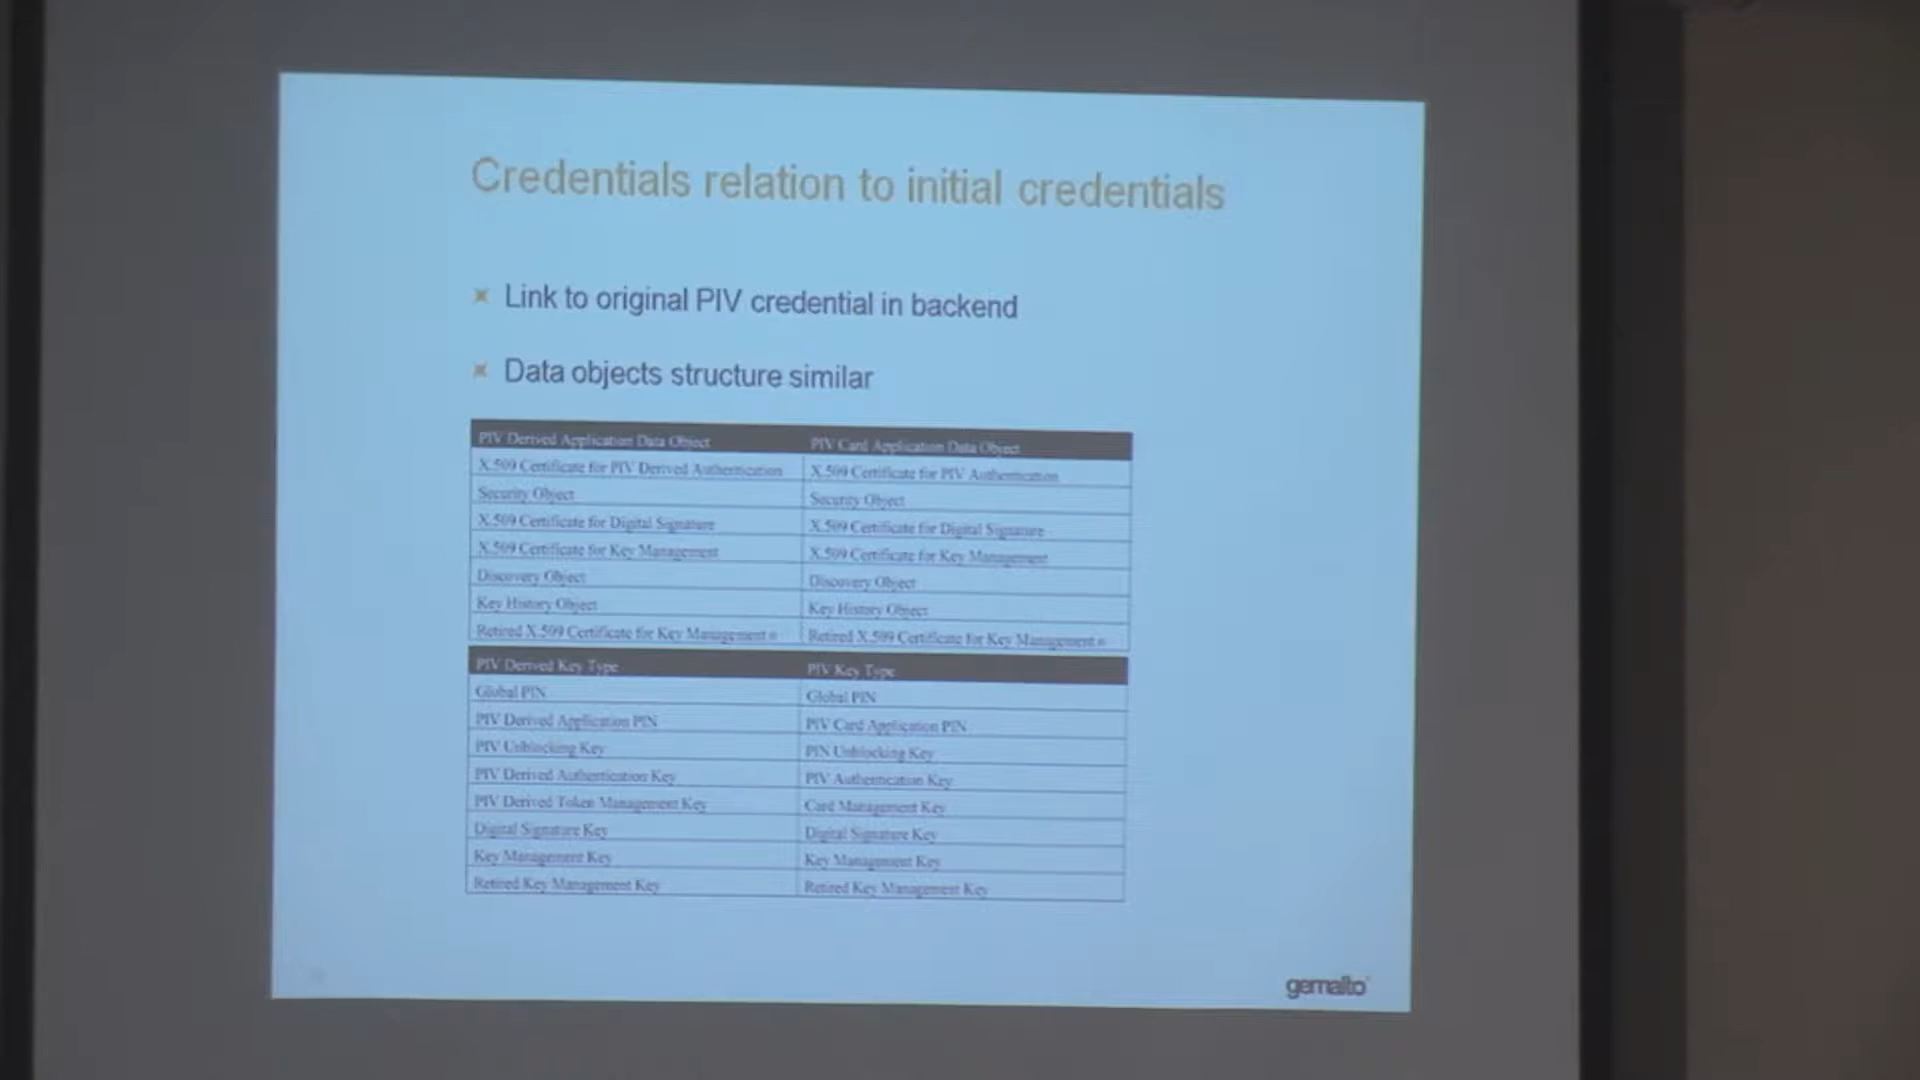 Credentials relation to initial credentials
Link to original PIV credential in backend
Data objects structure similar
PIV Derived Application Data Object PIV Card Application Data Object
X.509 Certificate for PIV Derived Authentication X.509 Certificate for PIV Authentication
Security Object Security Object
X.509 Certificate for Digital Signature X.509 Certificate for Digital Signature
X.509 Certificate for Key Management X.509 Certificate for Key Management
Discovery Object Discovery Object
Key History Object Key History Object
Retired X.509 Certificate for Key Management n Retired X.509 Certificate for Key Management n
PIV Derived Key Type PIV Key Type
Global PIN Global PIN
PIV Derived Application PIN PIV Card Application PIN
PIV Unblocking Key PIN Unblocking Key
PIV Derived Authentication Key PIV Authentication Key
PIV Derived Token Management Key Card Management Key
Digital Signature Key Digital Signature Key
Key Management Key Key Management Key
Retired Key Management Key Retired Key Management Key
gemalto